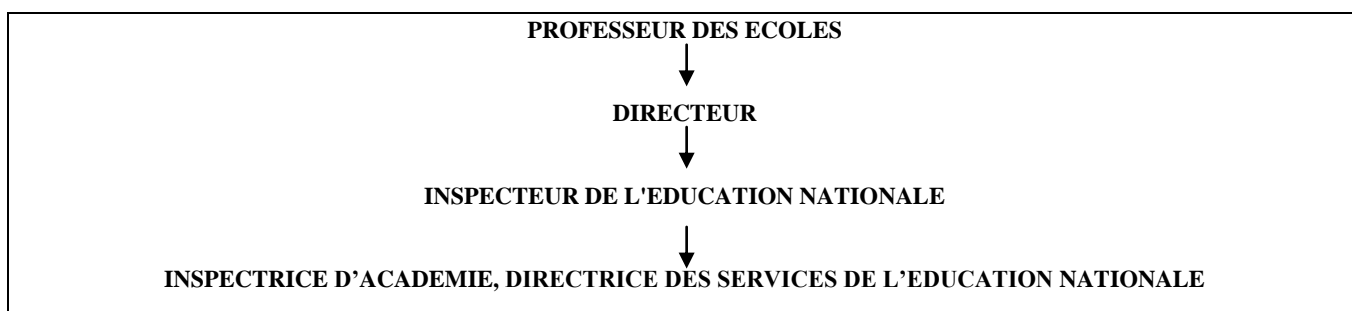 PROFESSEUR DES ECOLES
DIRECTEUR
INSPECTEUR DE L'EDUCATION NATIONALE
INSPECTRICE D’ACADEMIE, DIRECTRICE DES SERVICES DE L’EDUCATION NATIONALE